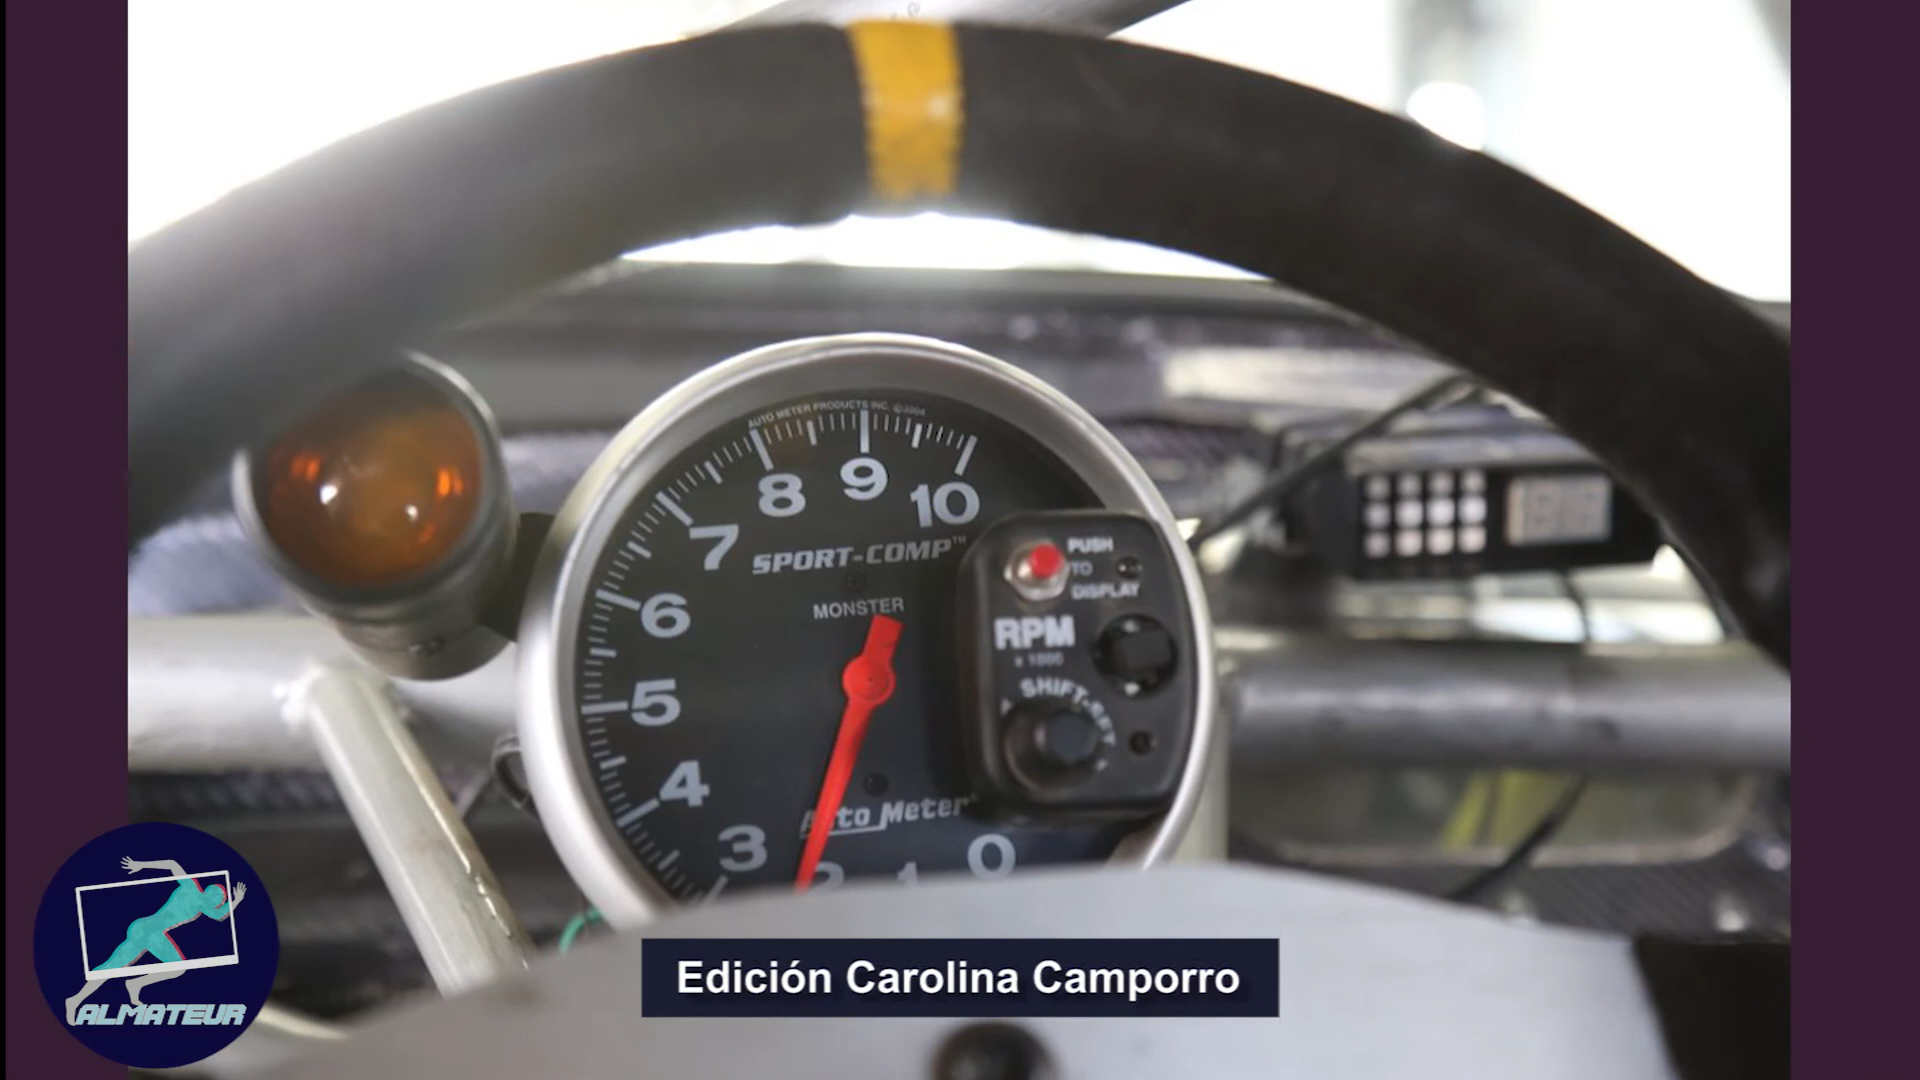 AUTO METER PRODUCTS INC. ©2004
8
9
10
7
SPORT-COMP™
PUSH
TO
DISPLAY
6
MONSTER
RPM
x 1000
SHIFT-SET
5
4
Auto Meter
3
2
1
0
Edición Carolina Camporro
ALMATEUR